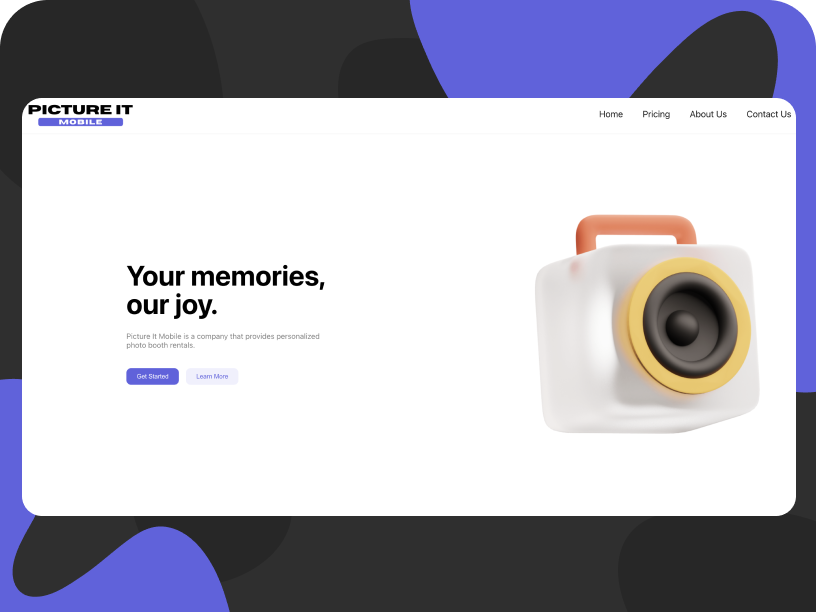 PICTURE IT
MOBILE
Home Pricing About Us Contact Us
Your memories,
our joy.
Picture It Mobile is a company that provides personalized
photo booth rentals.
Get Started Learn More